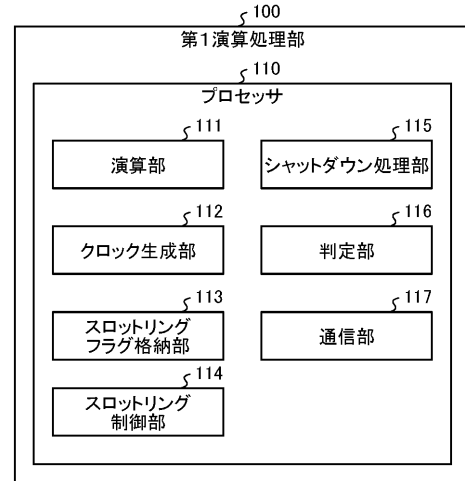 100
第1演算処理部
110
プロセッサ
111
演算部
115
シャットダウン処理部
112
クロック生成部
116
判定部
113
スロットリング
フラグ格納部
117
通信部
114
スロットリング
制御部